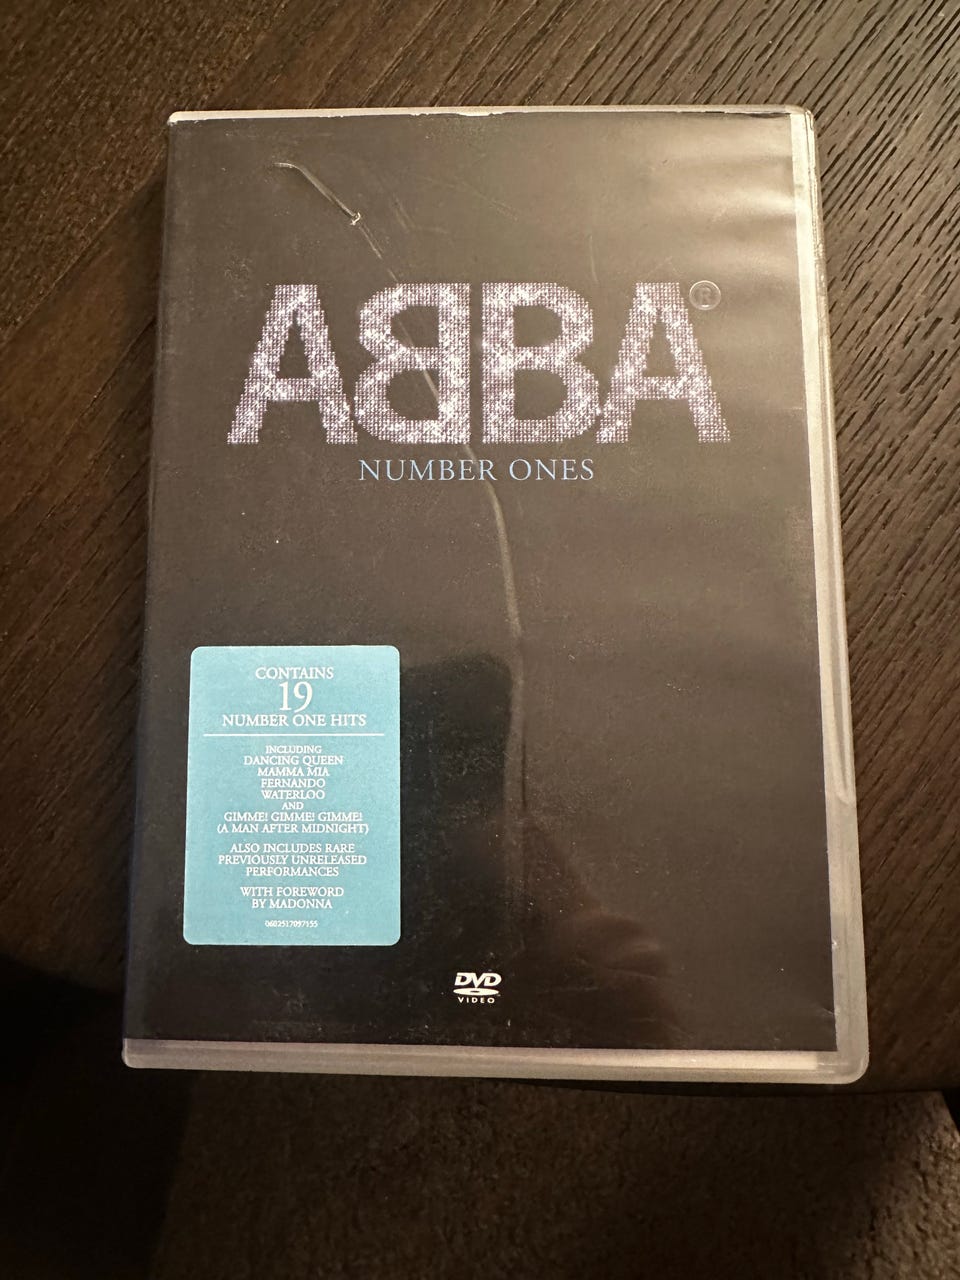 ABBA®
NUMBER ONES
CONTAINS
19
NUMBER ONE HITS
INCLUDING
DANCING QUEEN
MAMMA MIA
FERNANDO
WATERLOO
AND
GIMME! GIMME! GIMME!
(A MAN AFTER MIDNIGHT)
ALSO INCLUDES RARE
PREVIOUSLY UNRELEASED
PERFORMANCES
WITH FOREWORD
BY MADONNA
0602517097155
DVD
VIDEO